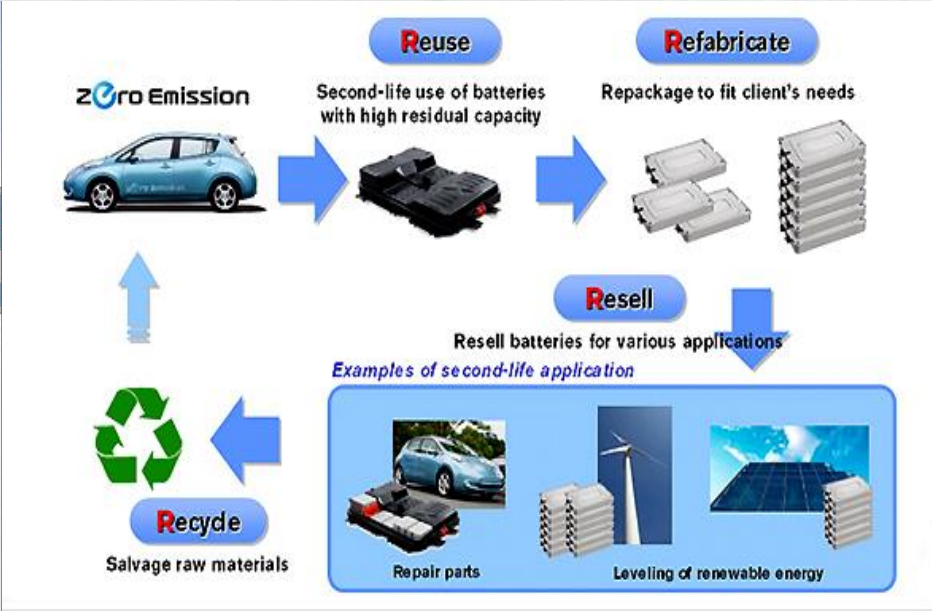 Reuse
Second-life use of batteries
with high residual capacity
Refabricate
Repackage to fit client's needs
zero Emission
zero Emission
Resell
Resell batteries for various applications
Examples of second-life application
Repair parts
Leveling of renewable energy
Recycle
Salvage raw materials